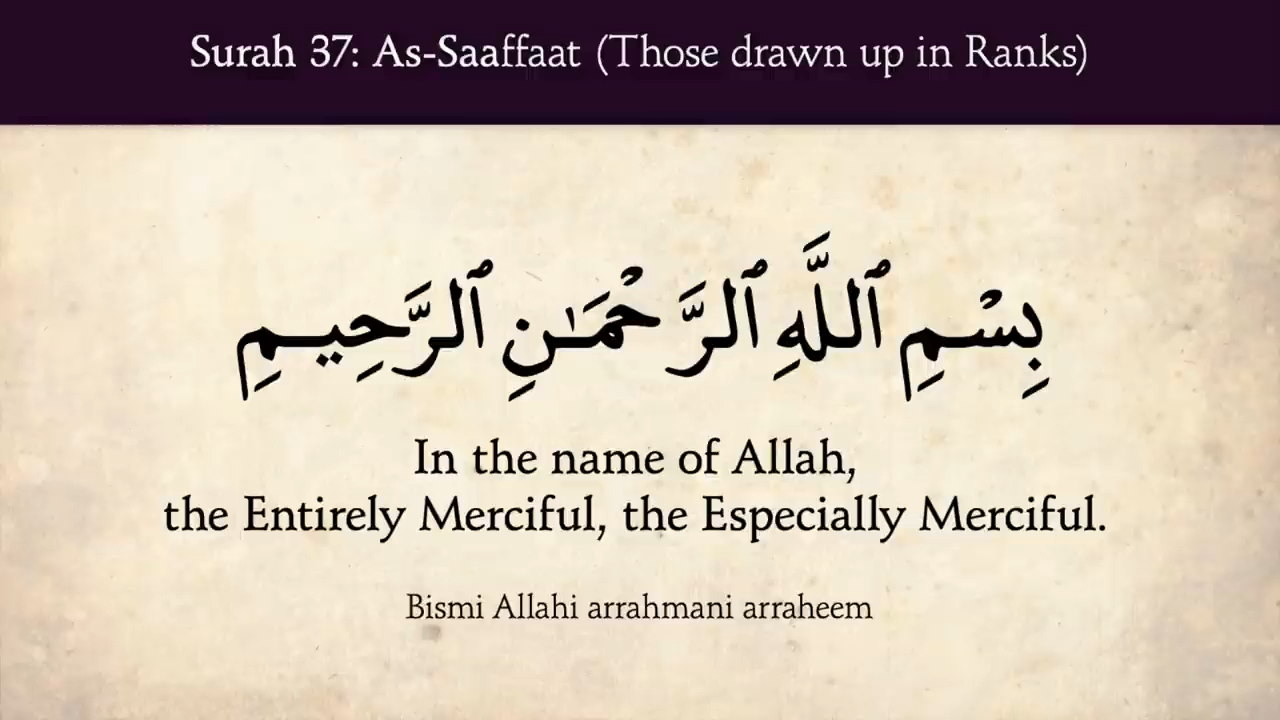 Surah 37: As-Saaffaat (Those drawn up in Ranks)
بِسْمِ ٱللَّهِ ٱلرَّحْمَـٰنِ ٱلرَّحِيمِ
In the name of Allah,
the Entirely Merciful, the Especially Merciful.
Bismi Allahi arrahmani arraheem